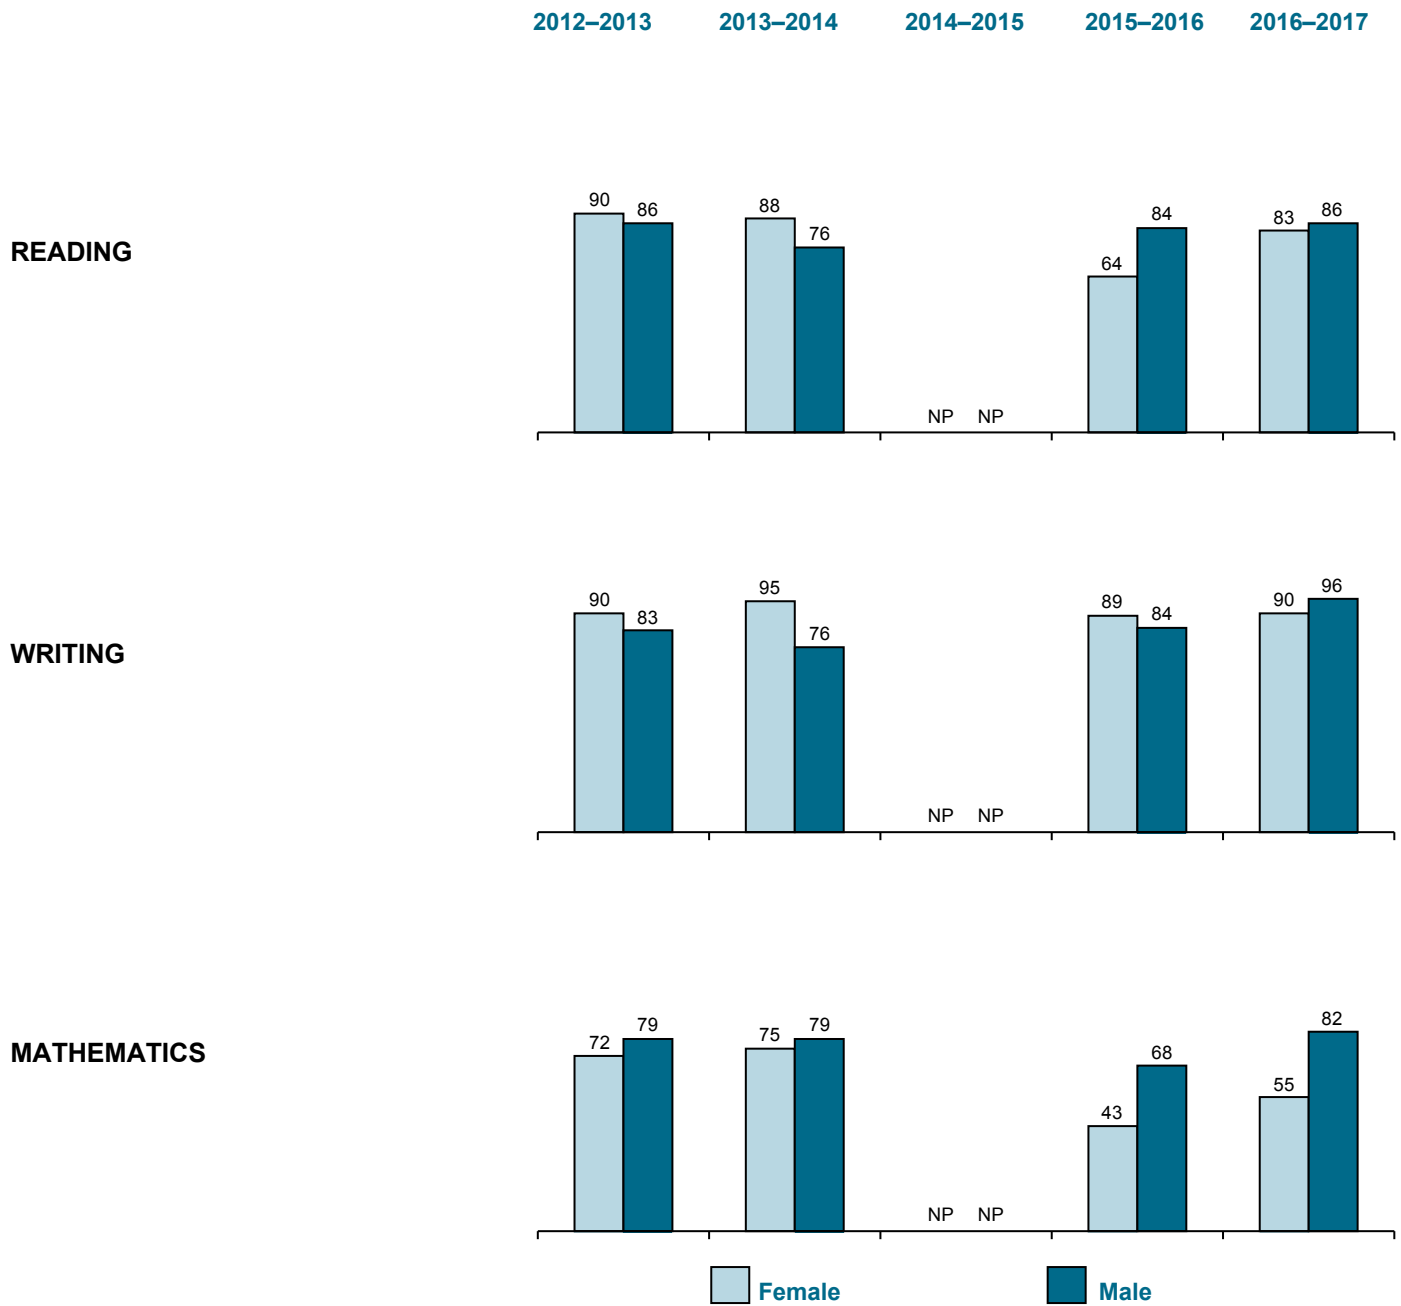 2012–2013 2013–2014 2014–2015 2015–2016 2016–2017
READING
90 86 88 76 NP NP 64 84 83 86
WRITING
90 83 95 76 NP NP 89 84 90 96
MATHEMATICS
72 79 75 79 NP NP 43 68 55 82
Female Male